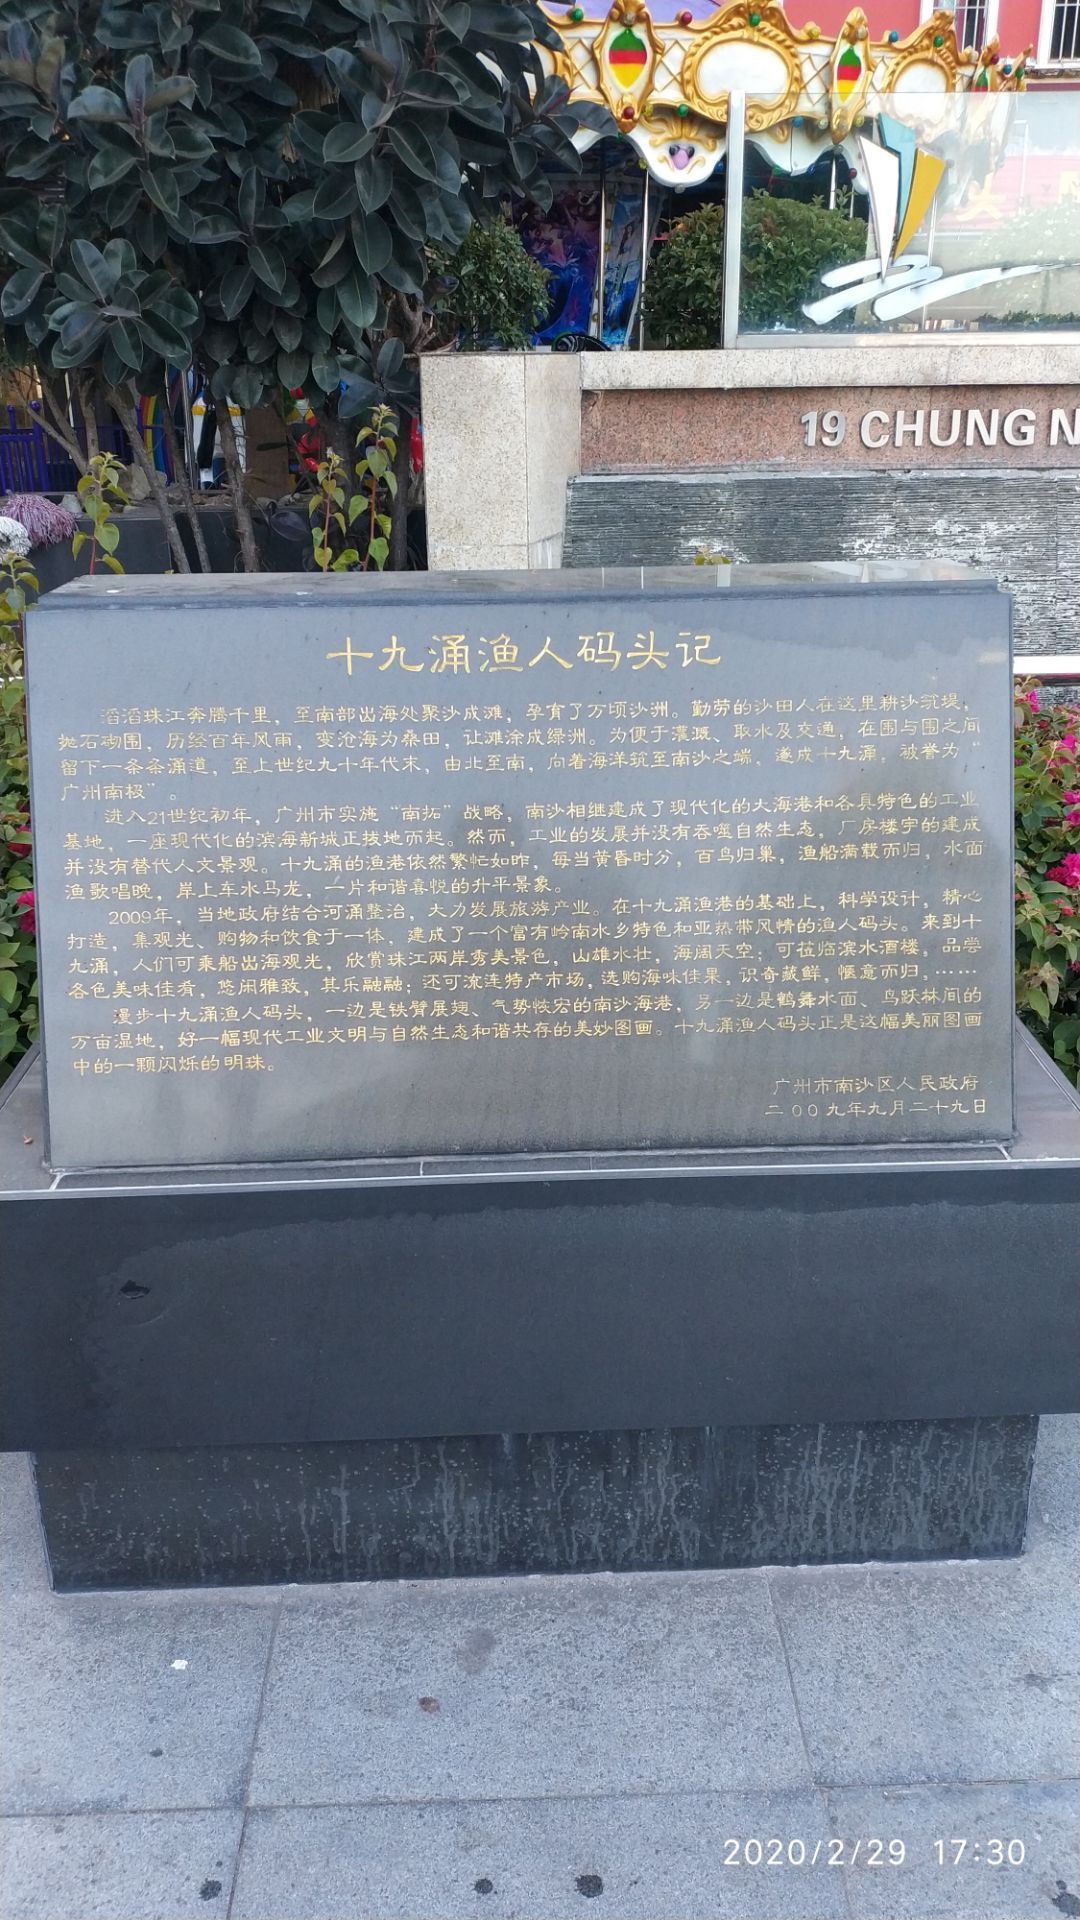 19 CHUNG N
十九涌渔人码头记
滔滔珠江奔腾千里，至南部出海处聚沙成滩，孕育了万顷沙洲。勤劳的沙田人在这里耕沙筑堤，
抛石砌围，历经百年风雨，变沧海为桑田，让滩涂成绿洲。为便于灌溉、取水及交通，在围与围之间
留下一条条涌道，至上世纪九十年代末，由北至南，向着海洋筑至南沙之端，遂成十九涌，被誉为“
广州南极”。
进入21世纪初年，广州市实施“南拓”战略，南沙相继建成了现代化的大海港和各具特色的工业
基地，一座现代化的滨海新城正拔地而起。然而，工业的发展并没有吞噬自然生态，厂房楼宇的建成
并没有替代人文景观。十九涌的渔港依然繁忙如昨，每当黄昏时分，百鸟归巢，渔船满载而归，水面
渔歌唱晚，岸上车水马龙，一片和谐喜悦的升平景象。
2009年，当地政府结合河涌整治，大力发展旅游产业。在十九涌渔港的基础上，科学设计，精心
打造，集观光、购物和饮食于一体，建成了一个富有岭南水乡特色和亚热带风情的渔人码头。来到十
九涌，人们可乘船出海观光，欣赏珠江两岸秀美景色，山雄水壮，海阔天空；可莅临滨水酒楼，品尝
各色美味佳肴，悠闲雅致，其乐融融；还可流连特产市场，选购海味佳果，识奇藏鲜，惬意而归，……
漫步十九涌渔人码头，一边是铁臂展翅、气势恢宏的南沙海港，另一边是鹤舞水面、鸟跃林间的
万亩湿地，好一幅现代工业文明与自然生态和谐共存的美妙图画。十九涌渔人码头正是这幅美丽图画
中的一颗闪烁的明珠。
广州市南沙区人民政府
二00九年九月二十九日
2020/2/29 17:30